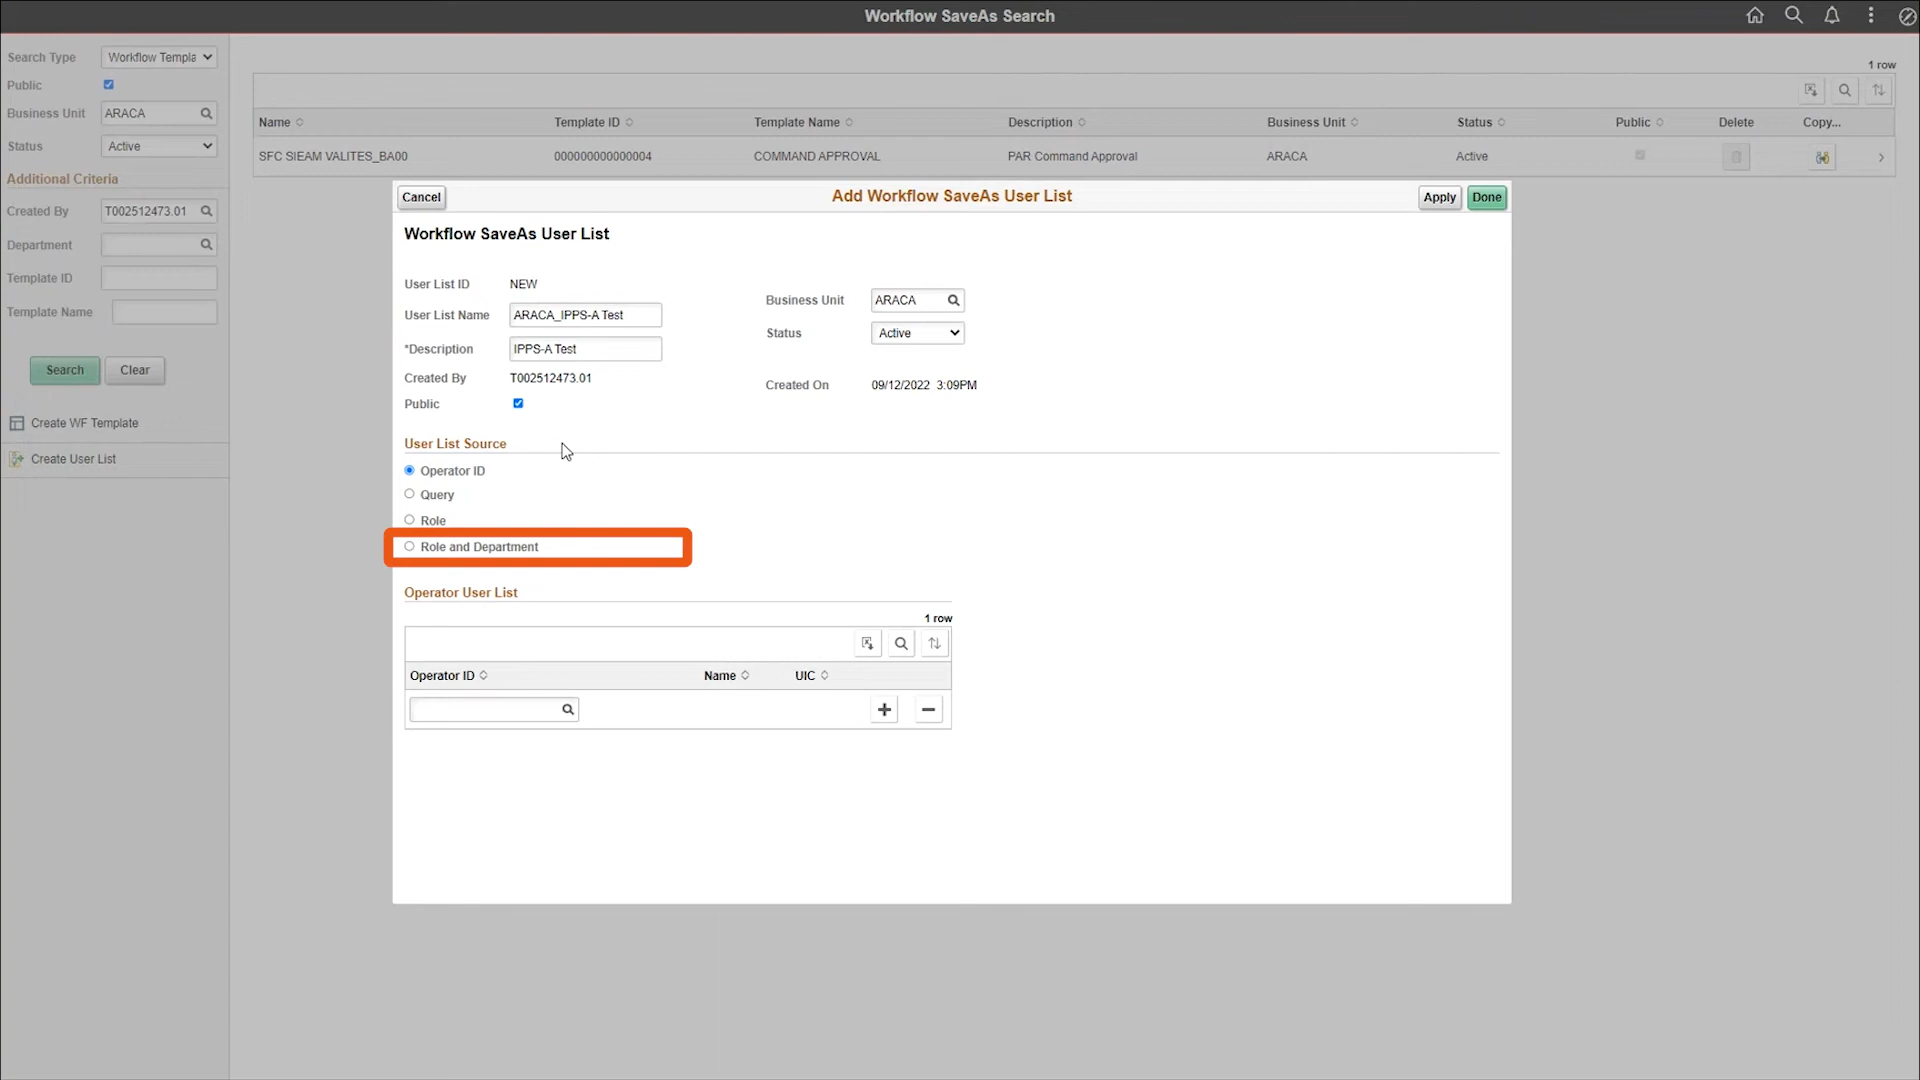 Workflow SaveAs Search
Search Type Workflow Templa
Public
Business Unit ARACA
Status Active
Additional Criteria
Created By T002512473.01
Department
Template ID
Template Name
Search Clear
Create WF Template
Create User List
1 row
Name Template ID Template Name Description Business Unit Status Public Delete Copy...
SFC SIEAM VALITES_BA00 000000000000004 COMMAND APPROVAL PAR Command Approval ARACA Active
Cancel Add Workflow SaveAs User List Apply Done
Workflow SaveAs User List
User List ID NEW
Business Unit ARACA
User List Name ARACA_IPPS-A Test
Status Active
*Description IPPS-A Test
Created By T002512473.01
Created On 09/12/2022 3:09PM
Public
User List Source
Operator ID
Query
Role
Role and Department
Operator User List
1 row
Operator ID Name UIC